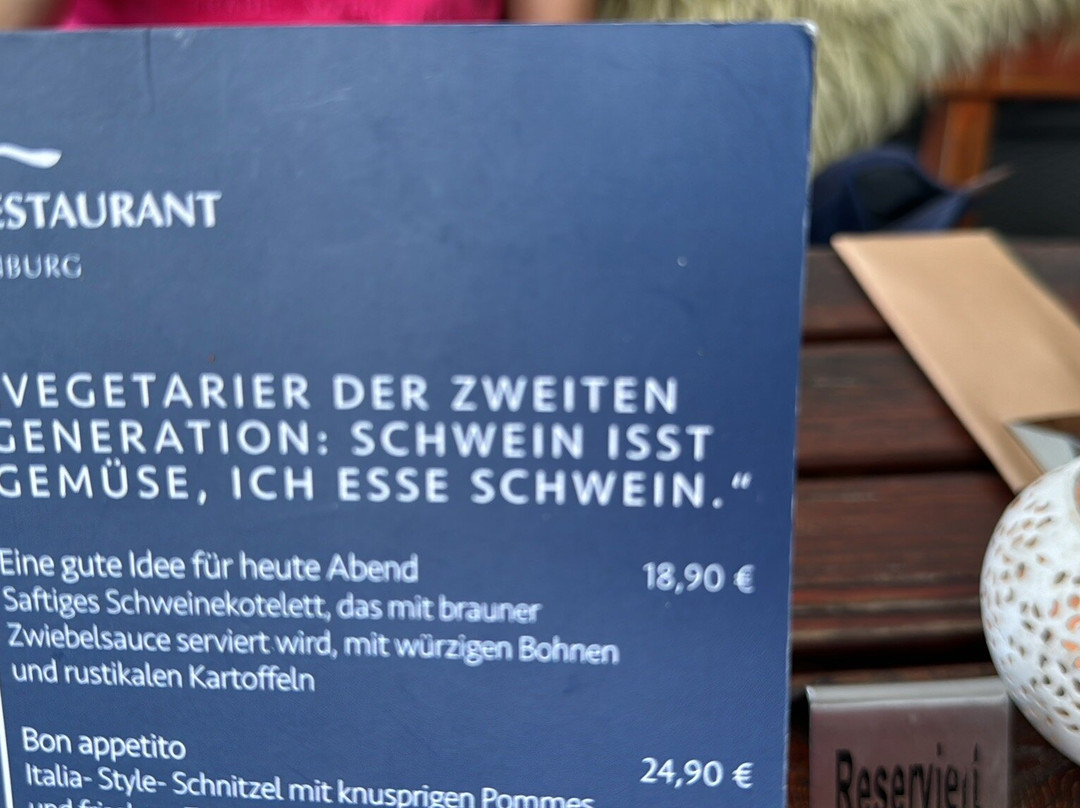 ESTAURANT
BURG
VEGETARIER DER ZWEITEN
GENERATION: SCHWEIN ISST
GEMÜSE, ICH ESSE SCHWEIN.“
Eine gute Idee für heute Abend 18,90 €
Saftiges Schweinekotelett, das mit brauner
Zwiebelsauce serviert wird, mit würzigen Bohnen
und rustikalen Kartoffeln
Bon appetito 24,90 €
Italia- Style- Schnitzel mit knusprigen Pommes
und
Reserviert